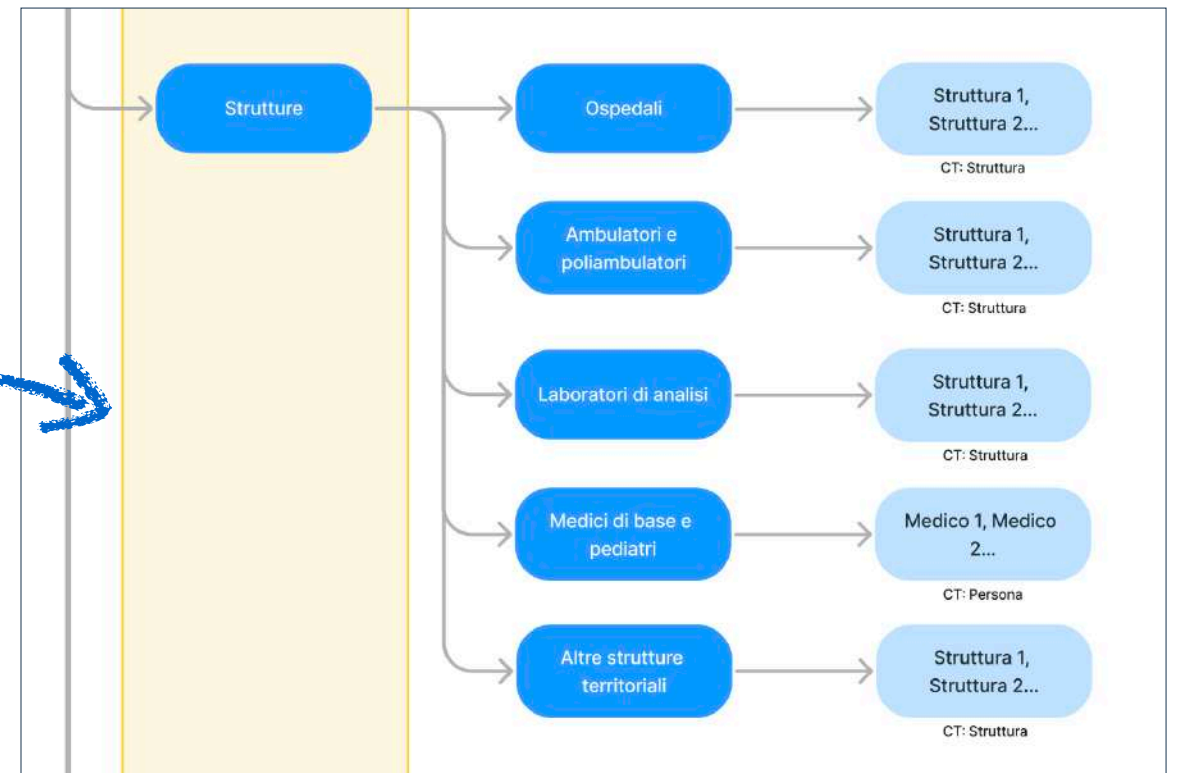 Strutture
Ospedali
Struttura 1,
Struttura 2...
CT: Struttura
Ambulatori e
poliambulatori
Struttura 1,
Struttura 2...
CT: Struttura
Laboratori di analisi
Struttura 1,
Struttura 2...
CT: Struttura
Medici di base e
pediatri
Medico 1, Medico
2...
CT: Persona
Altre strutture
territoriali
Struttura 1,
Struttura 2...
CT: Struttura